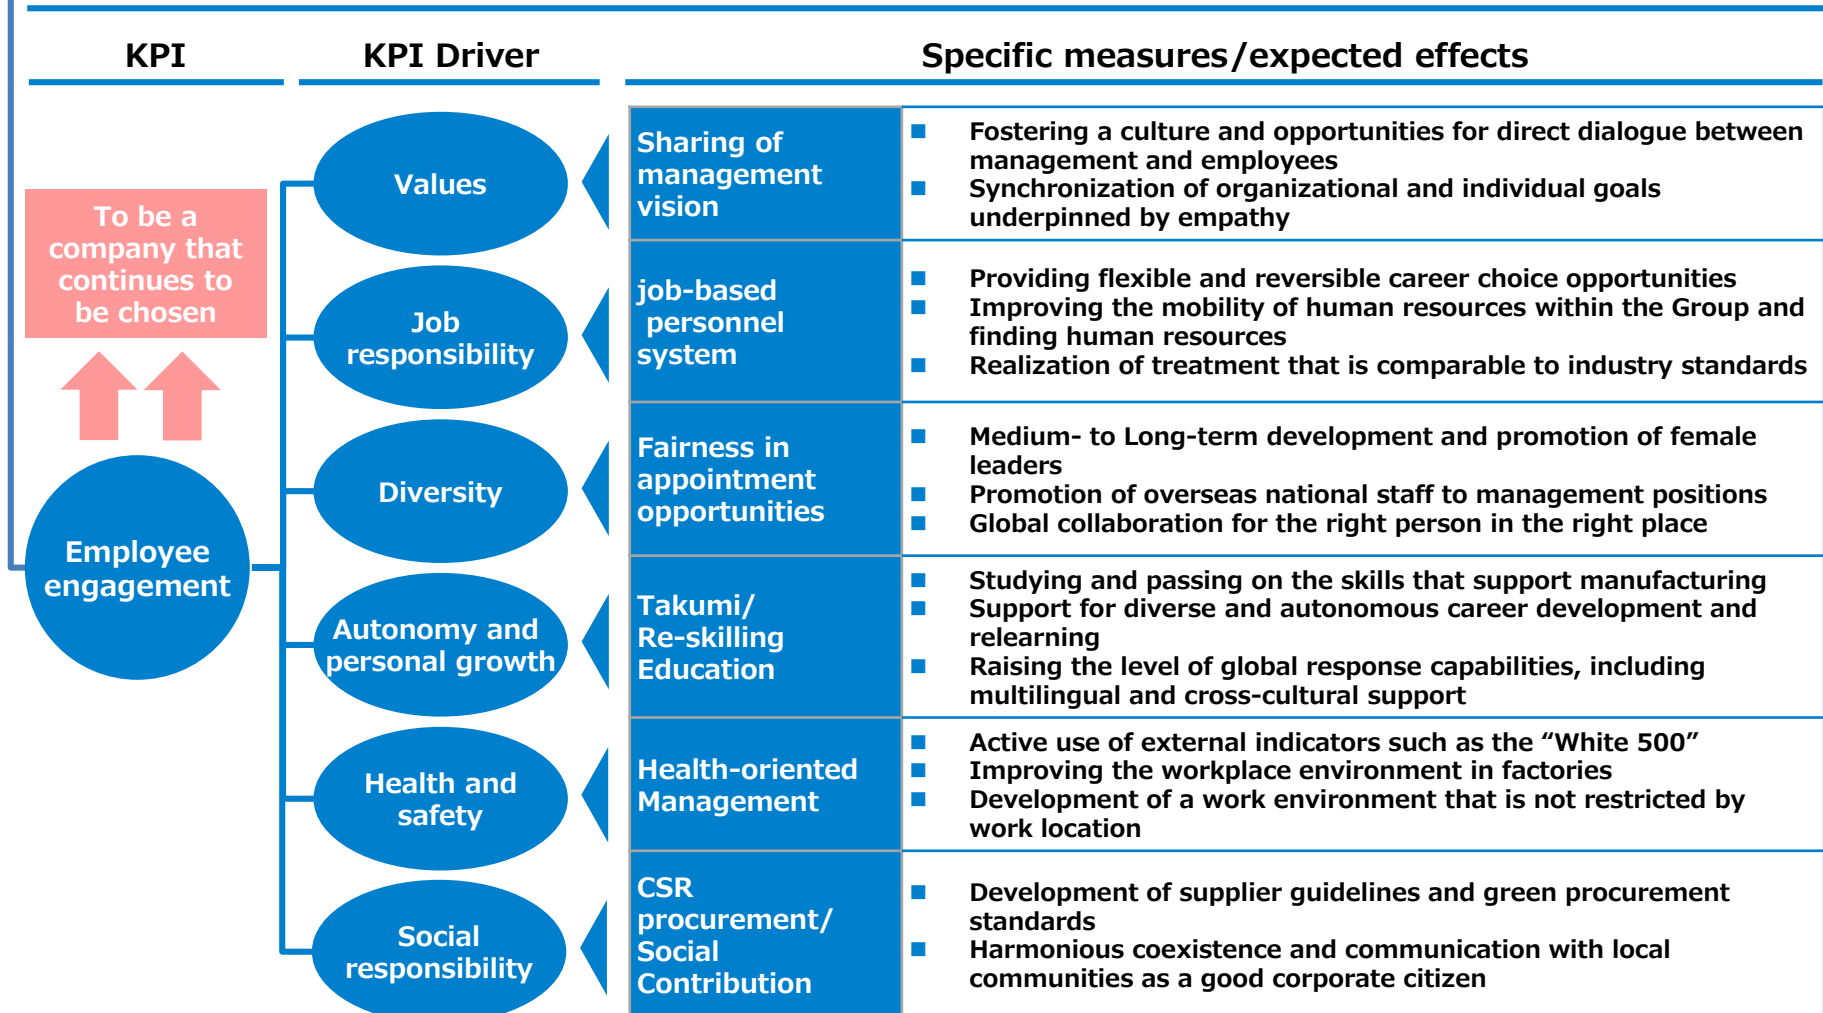 KPI
KPI Driver
Specific measures/expected effects
To be a
company that
continues to
be chosen
Employee
engagement
Values
Sharing of
management
vision
■ Fostering a culture and opportunities for direct dialogue between
management and employees
■ Synchronization of organizational and individual goals
underpinned by empathy
Job
responsibility
job-based
personnel
system
■ Providing flexible and reversible career choice opportunities
■ Improving the mobility of human resources within the Group and
finding human resources
■ Realization of treatment that is comparable to industry standards
Diversity
Fairness in
appointment
opportunities
■ Medium- to Long-term development and promotion of female
leaders
■ Promotion of overseas national staff to management positions
■ Global collaboration for the right person in the right place
Autonomy and
personal growth
Takumi/
Re-skilling
Education
■ Studying and passing on the skills that support manufacturing
■ Support for diverse and autonomous career development and
relearning
■ Raising the level of global response capabilities, including
multilingual and cross-cultural support
Health and
safety
Health-oriented
Management
■ Active use of external indicators such as the “White 500”
■ Improving the workplace environment in factories
■ Development of a work environment that is not restricted by
work location
Social
responsibility
CSR
procurement/
Social
Contribution
■ Development of supplier guidelines and green procurement
standards
■ Harmonious coexistence and communication with local
communities as a good corporate citizen